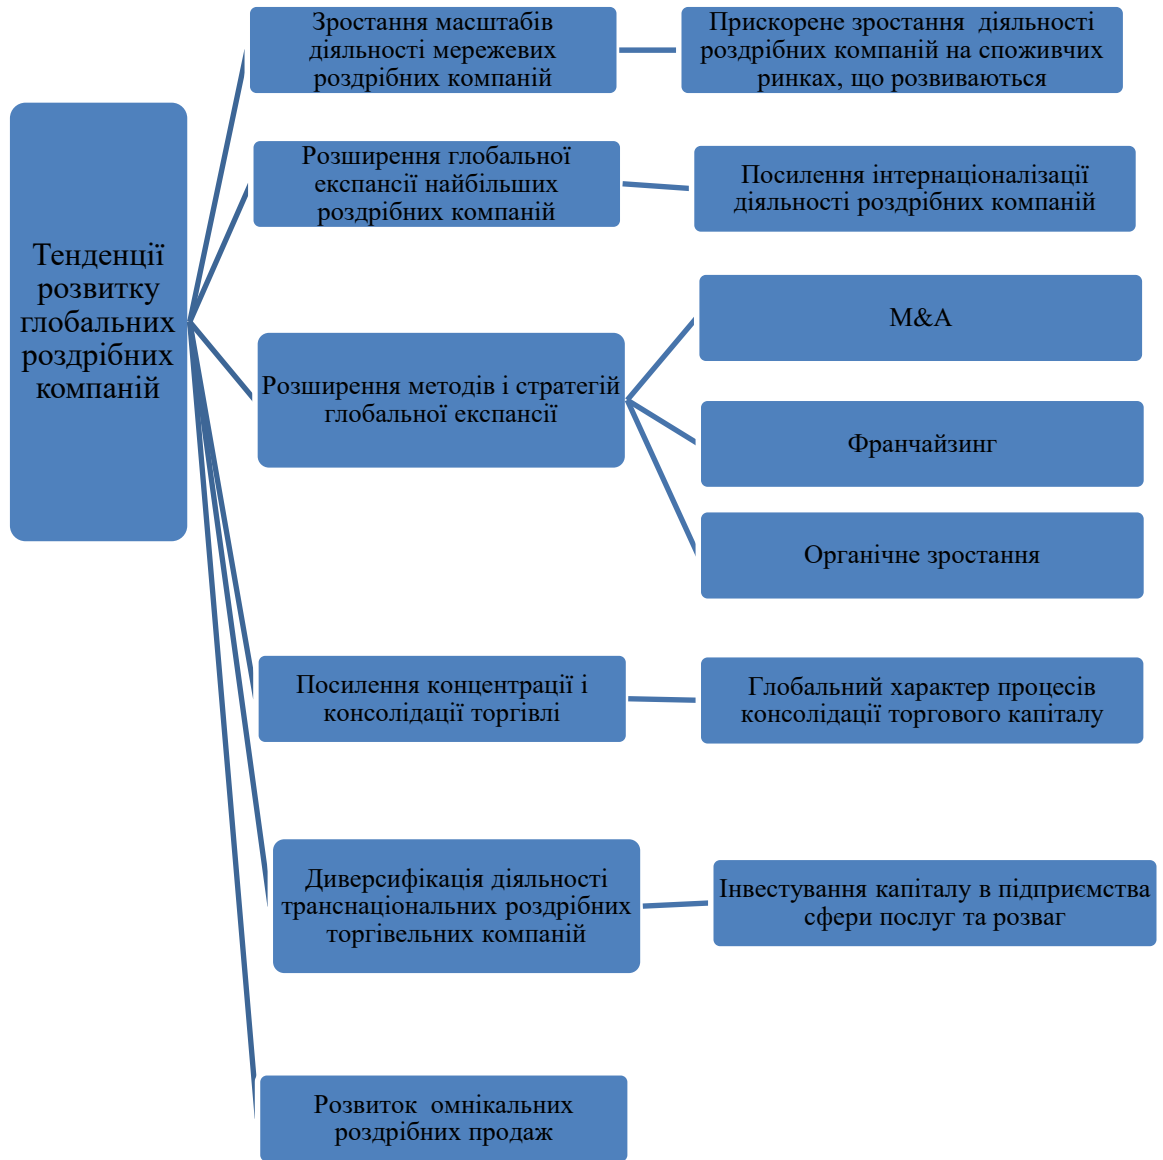 Тенденції
розвитку
глобальних
роздрібних
компаній
Зростання масштабів
діяльності мережевих
роздрібних компаній
Прискорене зростання  діяльності
роздрібних компаній на споживчих
ринках, що розвиваються
Розширення глобальної
експансії найбільших
роздрібних компаній
Посилення інтернаціоналізації
діяльності роздрібних компаній
Розширення методів і стратегій
глобальної експансії
M&A
Франчайзинг
Органічне зростання
Посилення концентрації і
консолідації торгівлі
Глобальний характер процесів
консолідації торгового капіталу
Диверсифікація діяльності
транснаціональних роздрібних
торгівельних компаній
Інвестування капіталу в підприємства
сфери послуг та розваг
Розвиток  омнікальних
роздрібних продаж